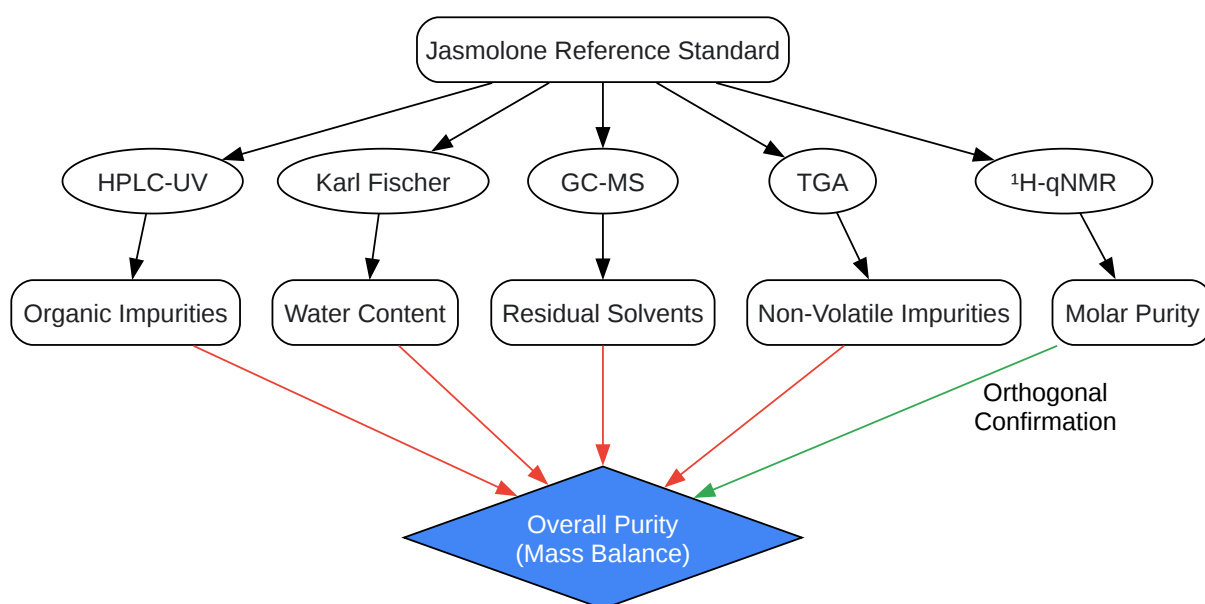 Jasmolone Reference Standard
HPLC-UV
Karl Fischer
GC-MS
TGA
¹H-qNMR
Organic Impurities
Water Content
Residual Solvents
Non-Volatile Impurities
Molar Purity
Orthogonal
Confirmation
Overall Purity
(Mass Balance)